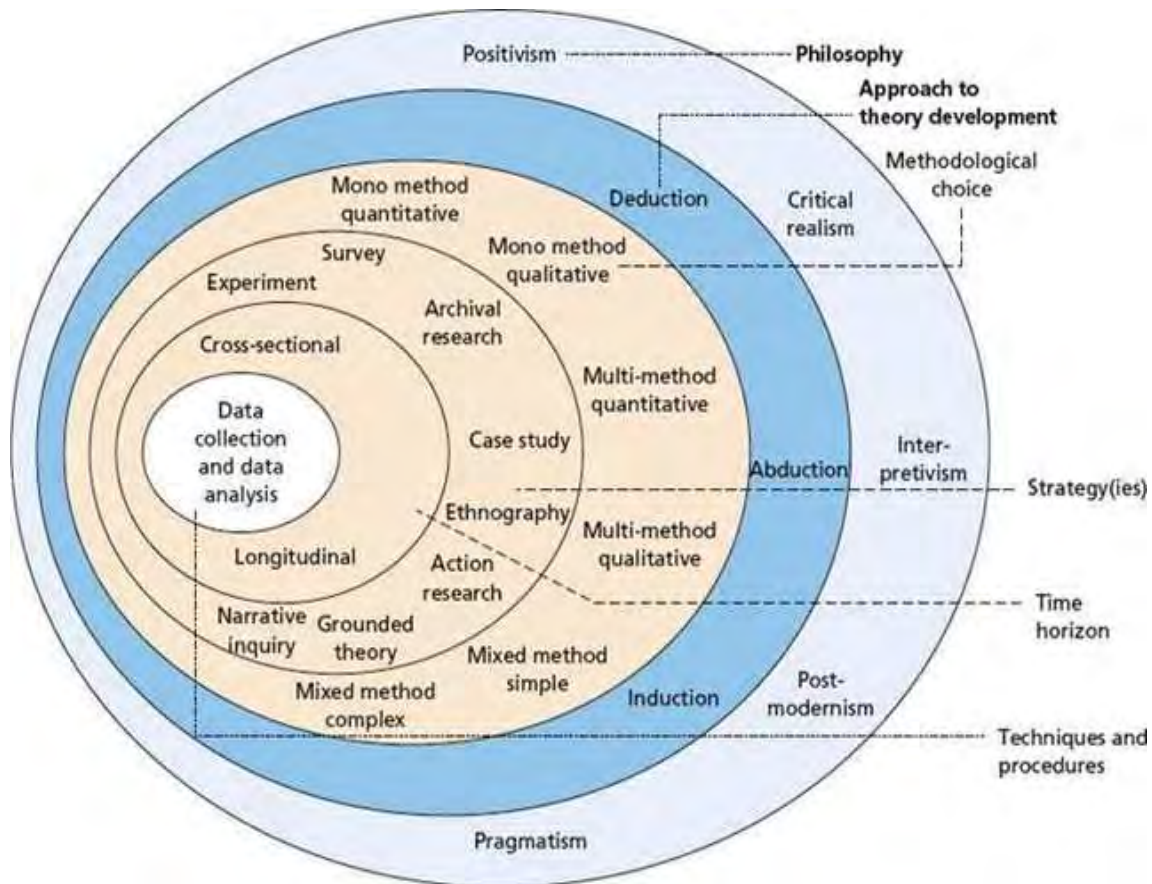 Positivism
Philosophy
Approach to
theory development
Methodological
choice
Mono method
quantitative
Deduction
Critical
realism
Survey
Mono method
qualitative
Experiment
Archival
research
Cross-sectional
Multi-method
quantitative
Data
collection
and data
analysis
Case study
Abduction
Inter-
pretivism
Strategy(ies)
Ethnography
Multi-method
qualitative
Longitudinal
Action
research
Time
horizon
Narrative
inquiry
Grounded
theory
Mixed method
simple
Mixed method
complex
Induction
Post-
modernism
Techniques and
procedures
Pragmatism